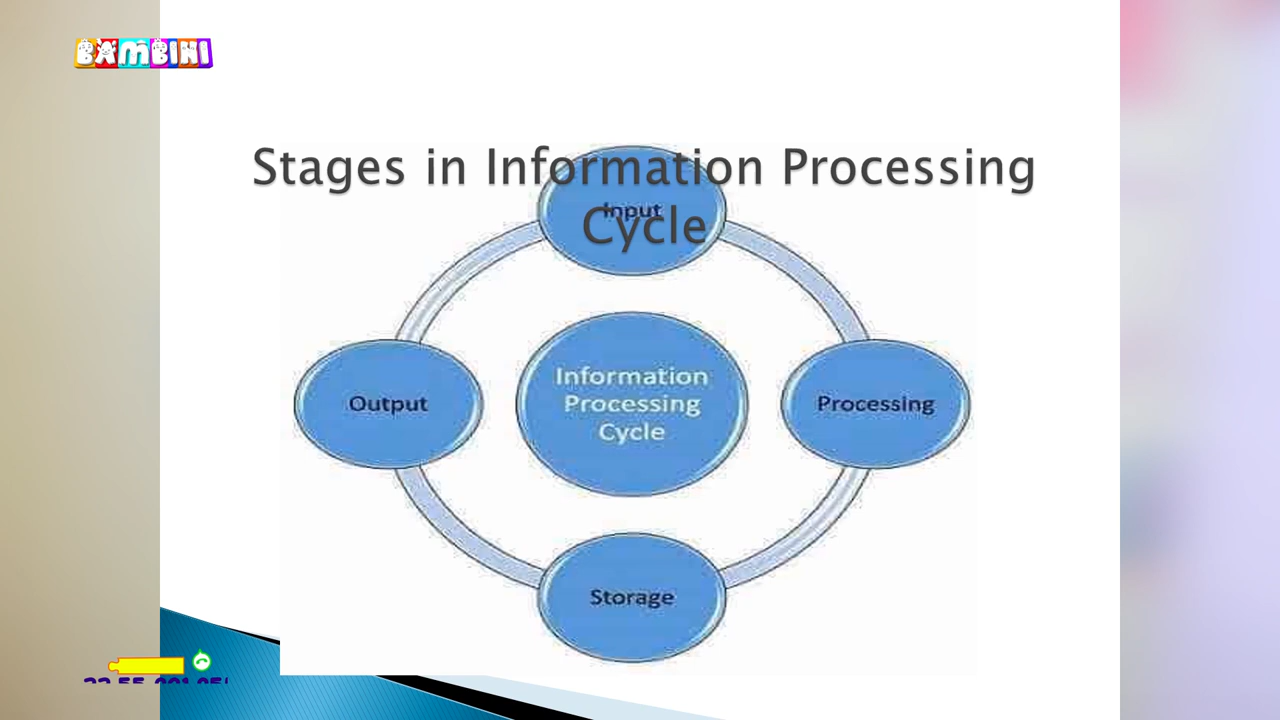 BAMBINI
Stages in Information Processing
Cycle
Input
Information
Processing
Cycle
Output
Processing
Storage